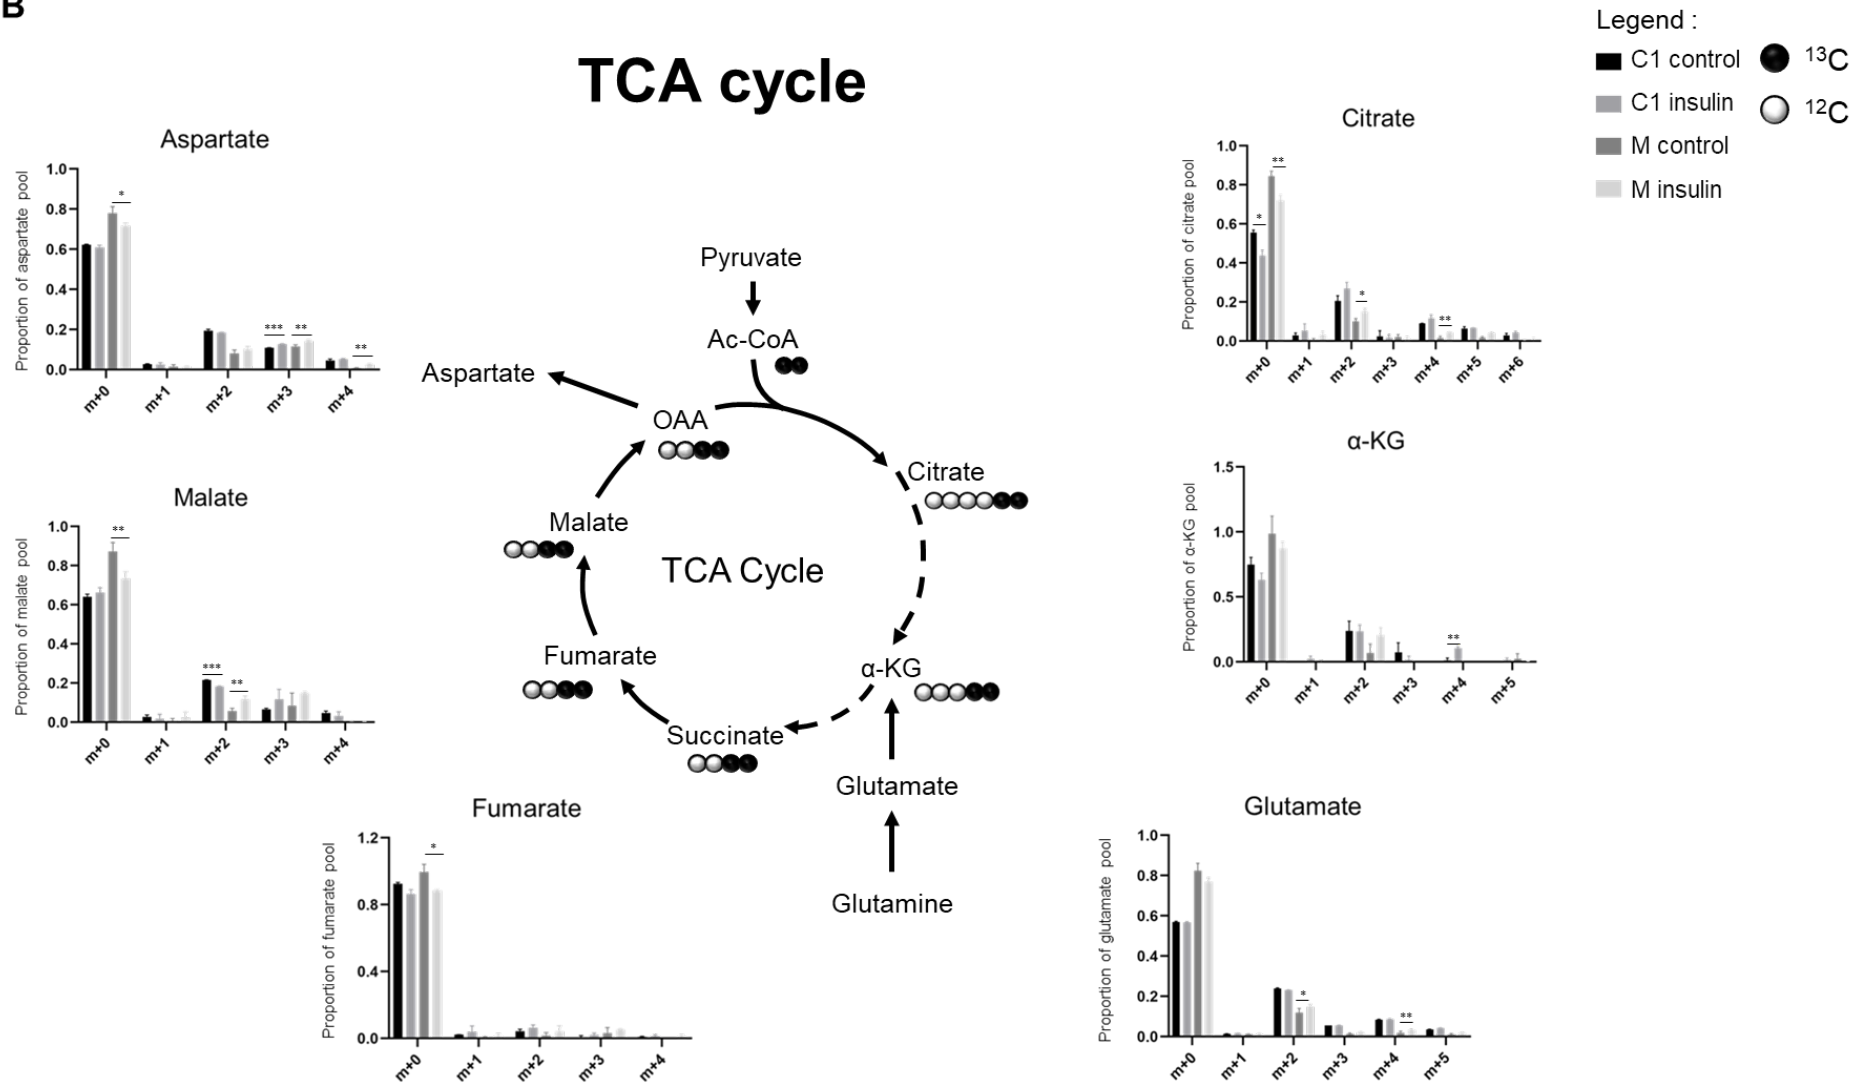 B
TCA cycle
Legend :
C1 control
C1 insulin
M control
M insulin
¹³C
¹²C
Aspartate
Proportion of aspartate pool
1.0
0.8
0.6
0.4
0.2
0.0
*
***
**
**
m+0
m+1
m+2
m+3
m+4
Citrate
Proportion of citrate pool
1.0
0.8
0.6
0.4
0.2
0.0
*
**
*
**
m+0
m+1
m+2
m+3
m+4
m+5
m+6
Pyruvate
Ac-CoA
Aspartate
OAA
Citrate
Malate
TCA Cycle
Fumarate
α-KG
Succinate
Glutamate
Glutamine
Malate
Proportion of malate pool
1.0
0.8
0.6
0.4
0.2
0.0
**
***
**
m+0
m+1
m+2
m+3
m+4
α-KG
Proportion of α-KG pool
1.5
1.0
0.5
0.0
**
m+0
m+1
m+2
m+3
m+4
m+5
Fumarate
Proportion of fumarate pool
1.2
0.8
0.4
0.0
*
m+0
m+1
m+2
m+3
m+4
Glutamate
Proportion of glutamate pool
1.0
0.8
0.6
0.4
0.2
0.0
*
**
m+0
m+1
m+2
m+3
m+4
m+5